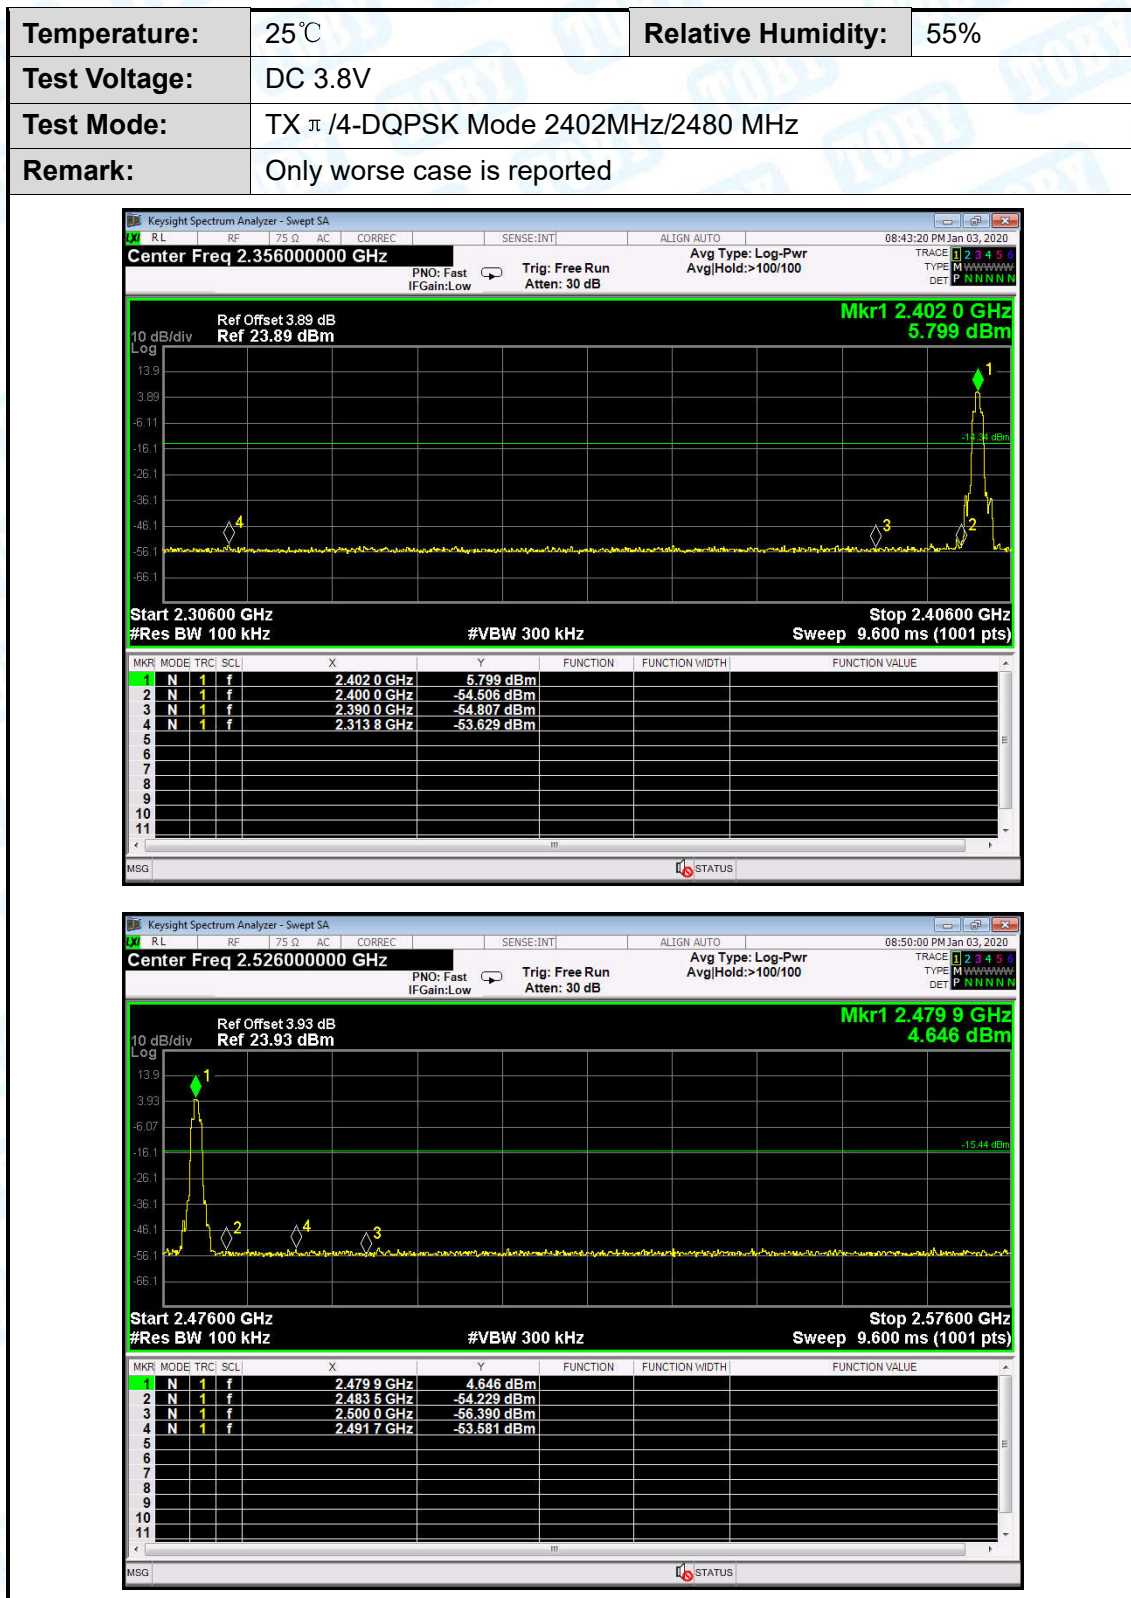 Temperature: 25℃ Relative Humidity: 55%
Test Voltage: DC 3.8V
Test Mode: TX π/4-DQPSK Mode 2402MHz/2480 MHz
Remark: Only worse case is reported
Keysight Spectrum Analyzer - Swept SA
LXI RL RF 75 Ω AC CORREC SENSE:INT ALIGN AUTO 08:43:20 PM Jan 03, 2020
Center Freq 2.356000000 GHz Avg Type: Log-Pwr TRACE 1 2 3 4 5 6
PNO: Fast Trig: Free Run Avg|Hold:>100/100 TYPE M WWWWW
IFGain:Low Atten: 30 dB DET P N N N N N
Mkr1 2.402 0 GHz
Ref Offset 3.89 dB
10 dB/div Ref 23.89 dBm 5.799 dBm
Log
13.9
1
3.89
-6.11
-14.34 dBm
-16.1
-26.1
-36.1
-46.1
4 3 2
-56.1
-66.1
Start 2.30600 GHz Stop 2.40600 GHz
#Res BW 100 kHz #VBW 300 kHz Sweep 9.600 ms (1001 pts)
MKR MODE TRC SCL X Y FUNCTION FUNCTION WIDTH FUNCTION VALUE
1 N 1 f 2.402 0 GHz 5.799 dBm
2 N 1 f 2.400 0 GHz -54.506 dBm
3 N 1 f 2.390 0 GHz -54.807 dBm
4 N 1 f 2.313 8 GHz -53.629 dBm
5
6
7
8
9
10
11
MSG STATUS
Keysight Spectrum Analyzer - Swept SA
LXI RL RF 75 Ω AC CORREC SENSE:INT ALIGN AUTO 08:50:00 PM Jan 03, 2020
Center Freq 2.526000000 GHz Avg Type: Log-Pwr TRACE 1 2 3 4 5 6
PNO: Fast Trig: Free Run Avg|Hold:>100/100 TYPE M WWWWW
IFGain:Low Atten: 30 dB DET P N N N N N
Mkr1 2.479 9 GHz
Ref Offset 3.93 dB
10 dB/div Ref 23.93 dBm 4.646 dBm
Log
13.9
1
3.93
-6.07
-15.44 dBm
-16.1
-26.1
-36.1
-46.1
2 4 3
-56.1
-66.1
Start 2.47600 GHz Stop 2.57600 GHz
#Res BW 100 kHz #VBW 300 kHz Sweep 9.600 ms (1001 pts)
MKR MODE TRC SCL X Y FUNCTION FUNCTION WIDTH FUNCTION VALUE
1 N 1 f 2.479 9 GHz 4.646 dBm
2 N 1 f 2.483 5 GHz -54.229 dBm
3 N 1 f 2.500 0 GHz -56.390 dBm
4 N 1 f 2.491 7 GHz -53.581 dBm
5
6
7
8
9
10
11
MSG STATUS